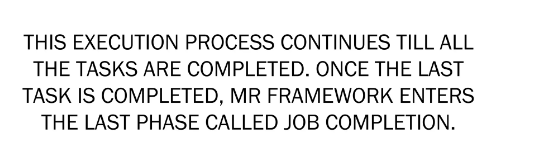 THIS EXECUTION PROCESS CONTINUES TILL ALL
THE TASKS ARE COMPLETED. ONCE THE LAST
TASK IS COMPLETED, MR FRAMEWORK ENTERS
THE LAST PHASE CALLED JOB COMPLETION.